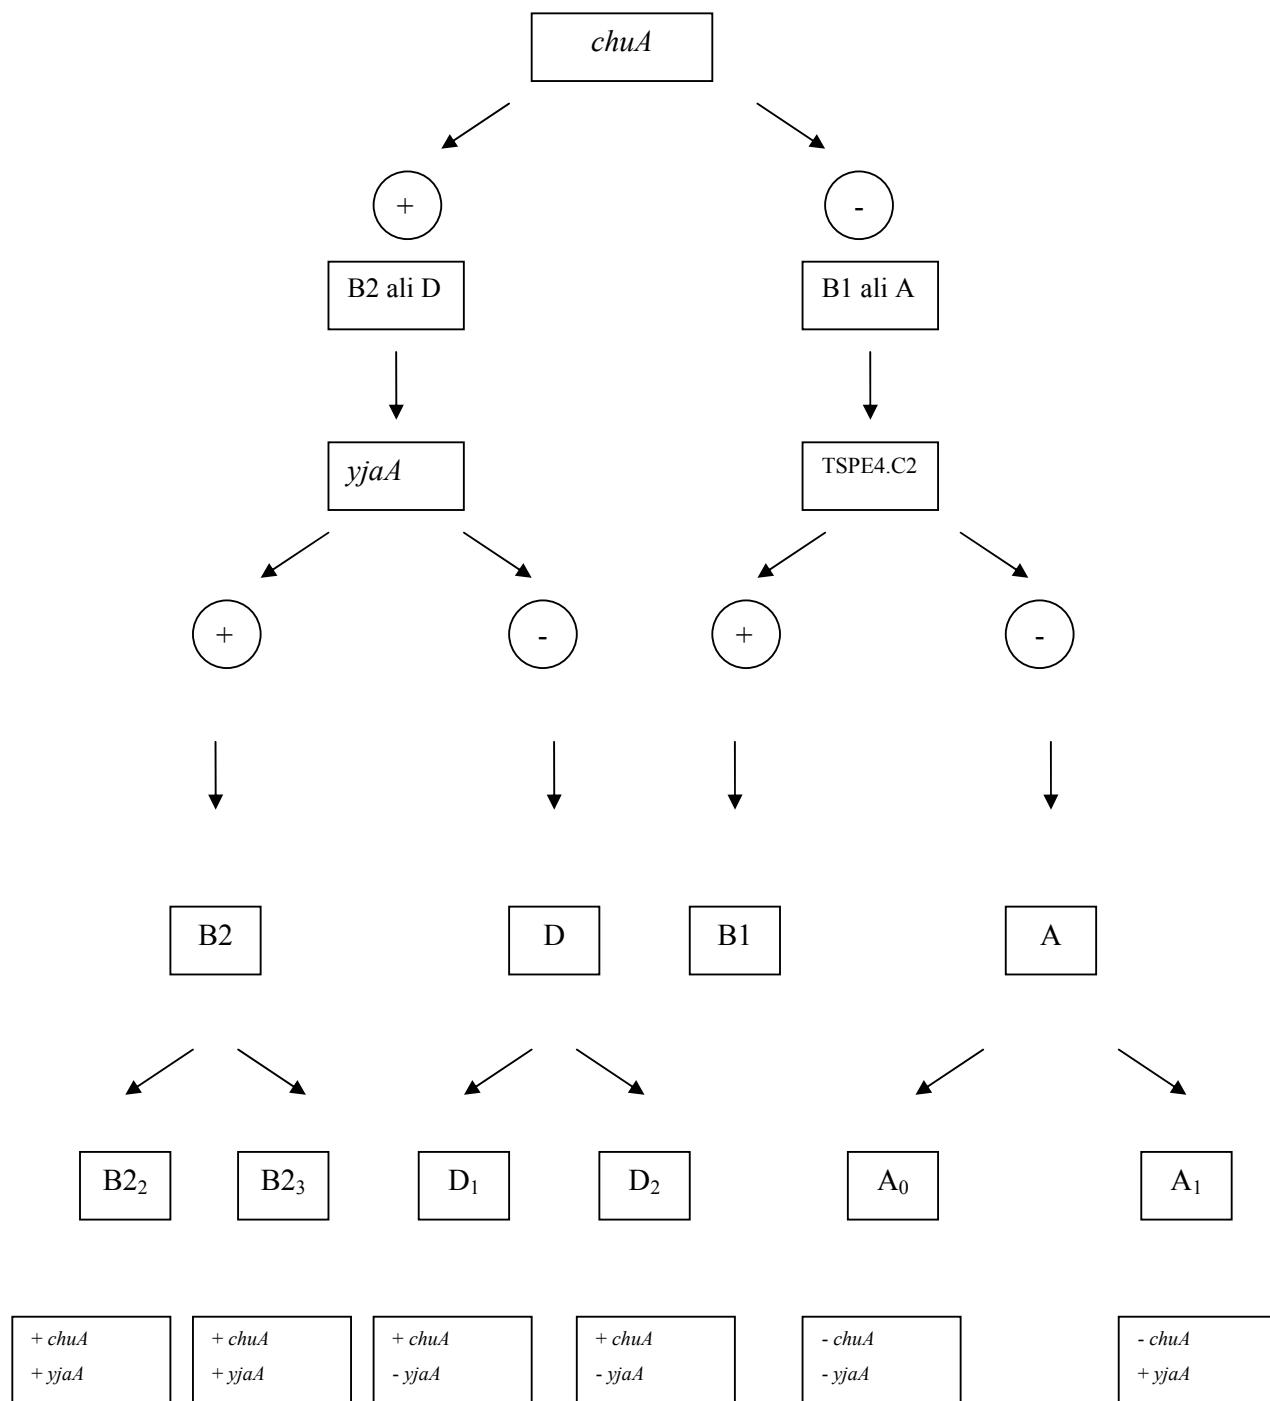 chuA
+
-
B2 ali D
B1 ali A
yjaA
TSPE4.C2
+
-
+
-
B2
D
B1
A
B2₂
B2₃
D₁
D₂
A₀
A₁
+ chuA
+ yjaA
+ chuA
+ yjaA
+ chuA
- yjaA
+ chuA
- yjaA
- chuA
- yjaA
- chuA
+ yjaA